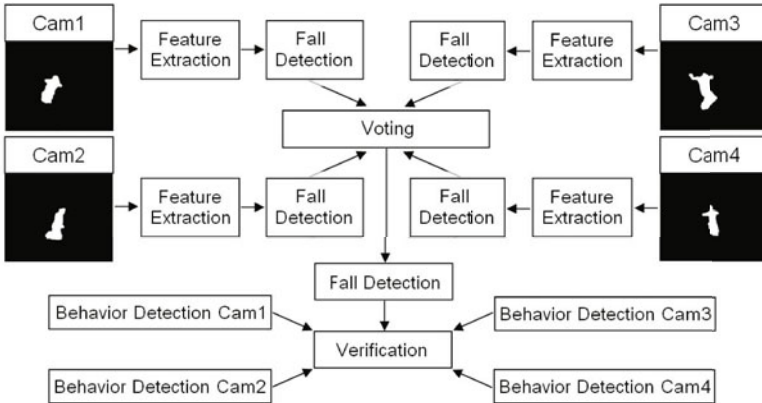 Cam1
Feature
Extraction
Fall
Detection
Fall
Detection
Feature
Extraction
Cam3
Voting
Cam2
Feature
Extraction
Fall
Detection
Fall
Detection
Feature
Extraction
Cam4
Fall Detection
Behavior Detection Cam1
Behavior Detection Cam3
Verification
Behavior Detection Cam2
Behavior Detection Cam4